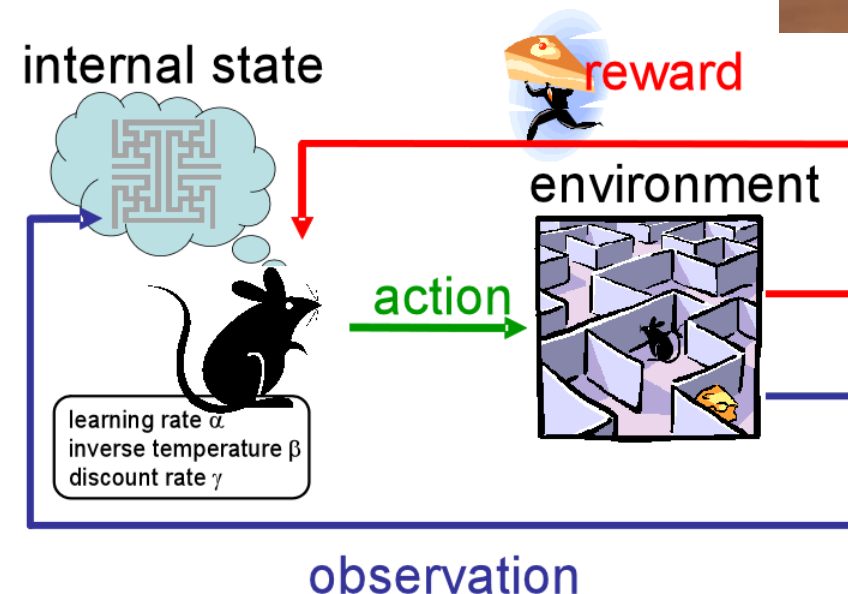 internal state
reward
environment
action
learning rate α
inverse temperature β
discount rate γ
observation